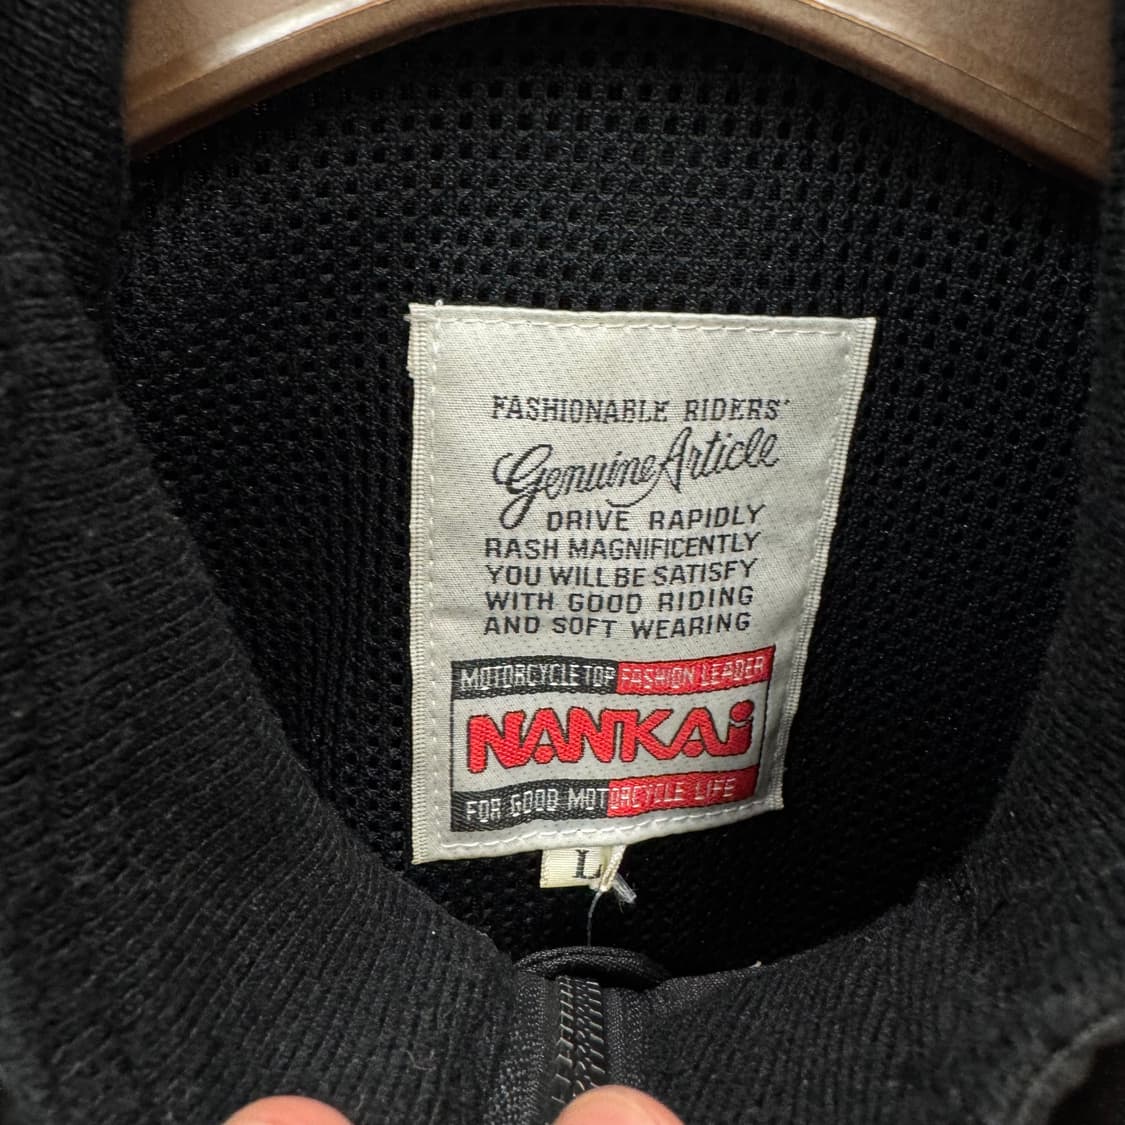 FASHIONABLE RIDERS'
Genuine Article
DRIVE RAPIDLY
RASH MAGNIFICENTLY
YOU WILL BE SATISFY
WITH GOOD RIDING
AND SOFT WEARING
MOTORCYCLE TOP FASHION LEADER
NANKAi
FOR GOOD MOTORCYCLE LIFE
L